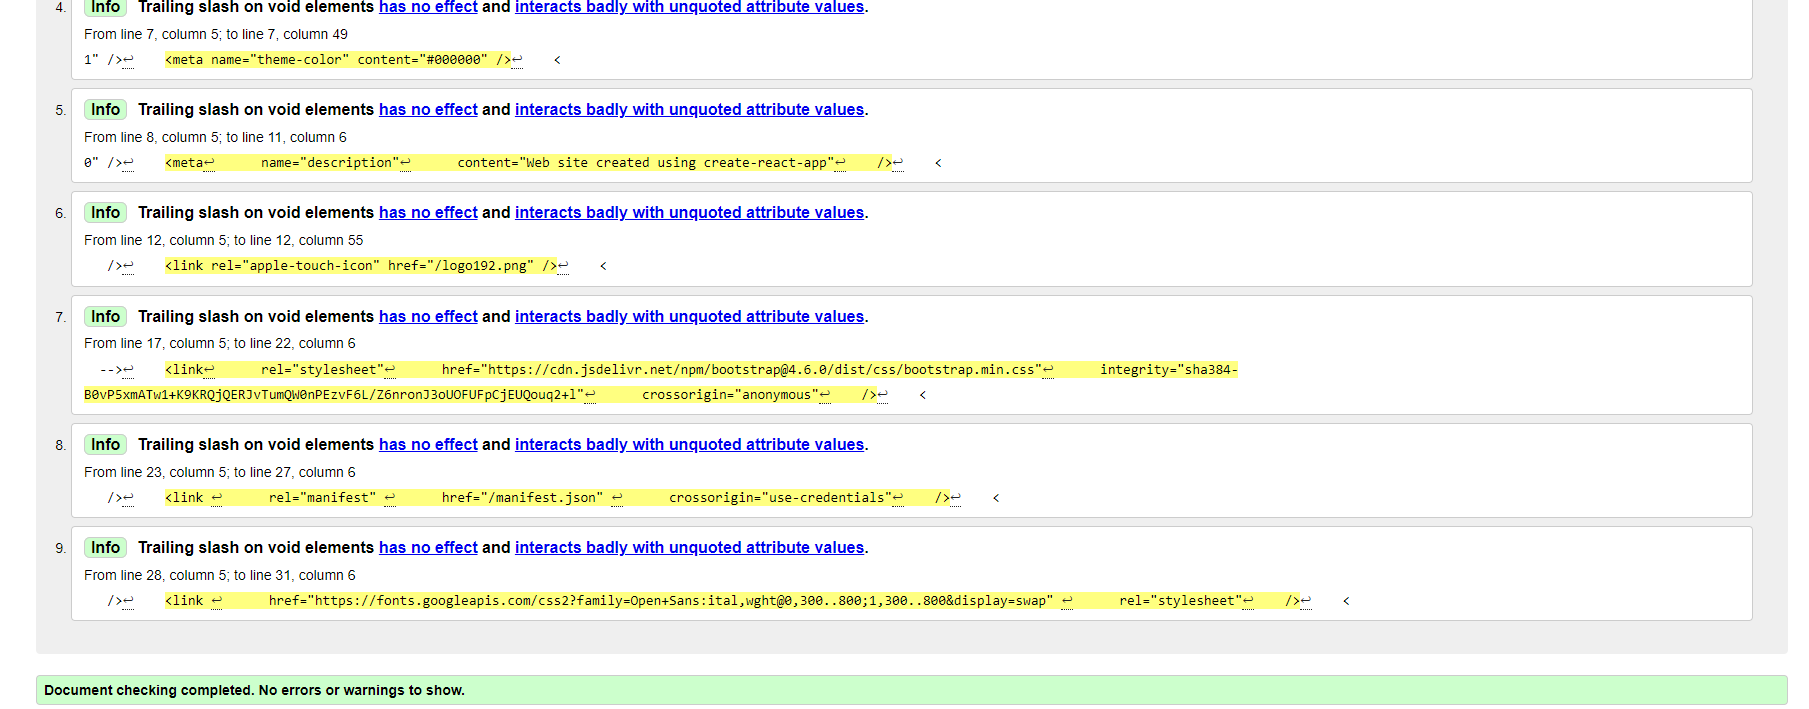 4. Info Trailing slash on void elements has no effect and interacts badly with unquoted attribute values.
From line 7, column 5; to line 7, column 49
1" />↩    <meta name="theme-color" content="#000000" />↩    <
5. Info Trailing slash on void elements has no effect and interacts badly with unquoted attribute values.
From line 8, column 5; to line 11, column 6
0" />↩    <meta↩      name="description"↩      content="Web site created using create-react-app"↩    />↩    <
6. Info Trailing slash on void elements has no effect and interacts badly with unquoted attribute values.
From line 12, column 5; to line 12, column 55
/>↩    <link rel="apple-touch-icon" href="/logo192.png" />↩    <
7. Info Trailing slash on void elements has no effect and interacts badly with unquoted attribute values.
From line 17, column 5; to line 22, column 6
-->↩    <link↩      rel="stylesheet"↩      href="https://cdn.jsdelivr.net/npm/bootstrap@4.6.0/dist/css/bootstrap.min.css"↩      integrity="sha384-
B0vP5xmATw1+K9KRQjQERJvTumQW0nPEzvF6L/Z6nronJ3oUOFUFpCjEUQouq2+l"↩      crossorigin="anonymous"↩    />↩    <
8. Info Trailing slash on void elements has no effect and interacts badly with unquoted attribute values.
From line 23, column 5; to line 27, column 6
/>↩    <link ↩      rel="manifest" ↩      href="/manifest.json" ↩      crossorigin="use-credentials"↩    />↩    <
9. Info Trailing slash on void elements has no effect and interacts badly with unquoted attribute values.
From line 28, column 5; to line 31, column 6
/>↩    <link ↩      href="https://fonts.googleapis.com/css2?family=Open+Sans:ital,wght@0,300..800;1,300..800&display=swap" ↩      rel="stylesheet"↩    />↩    <
Document checking completed. No errors or warnings to show.